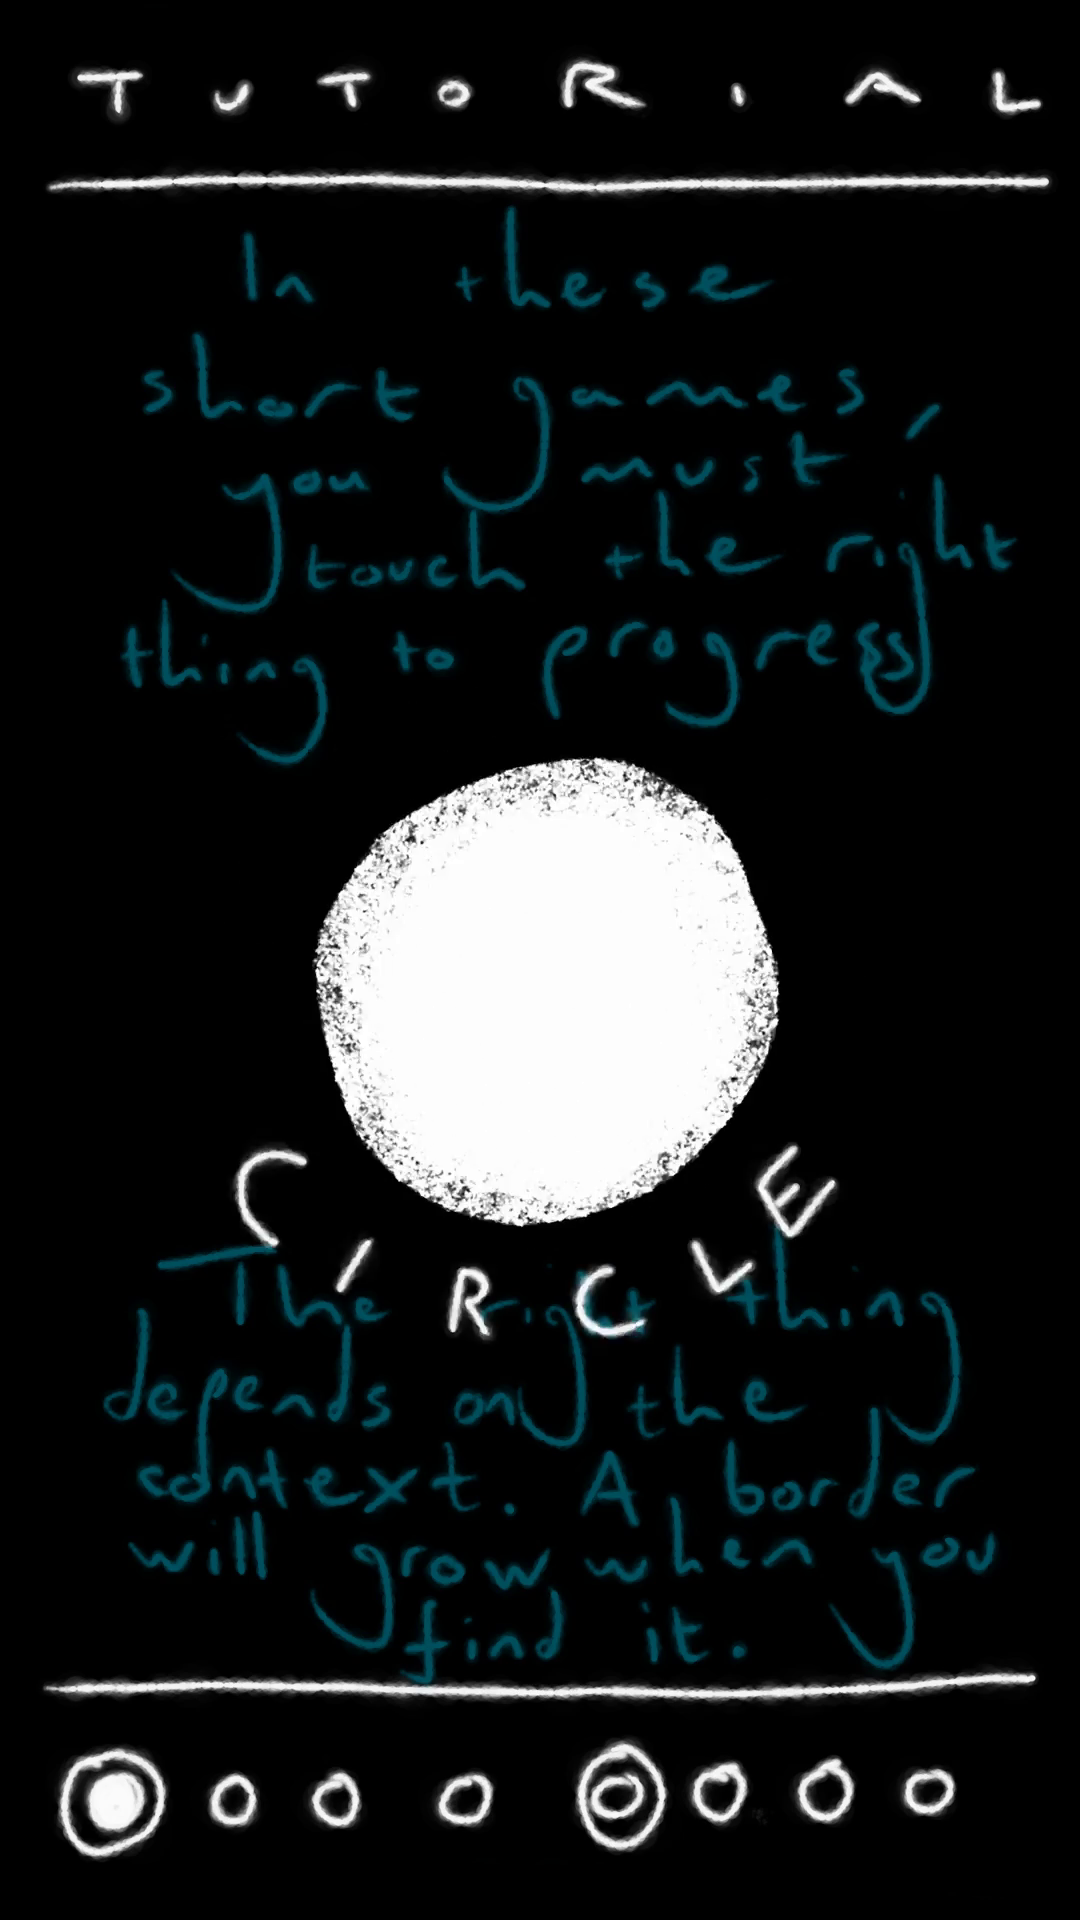 TUTORIAL
In these
short games,
you must
touch the right
thing to progress
CIRCLE
The right thing
depends on the
context. A border
will grow when you
find it.